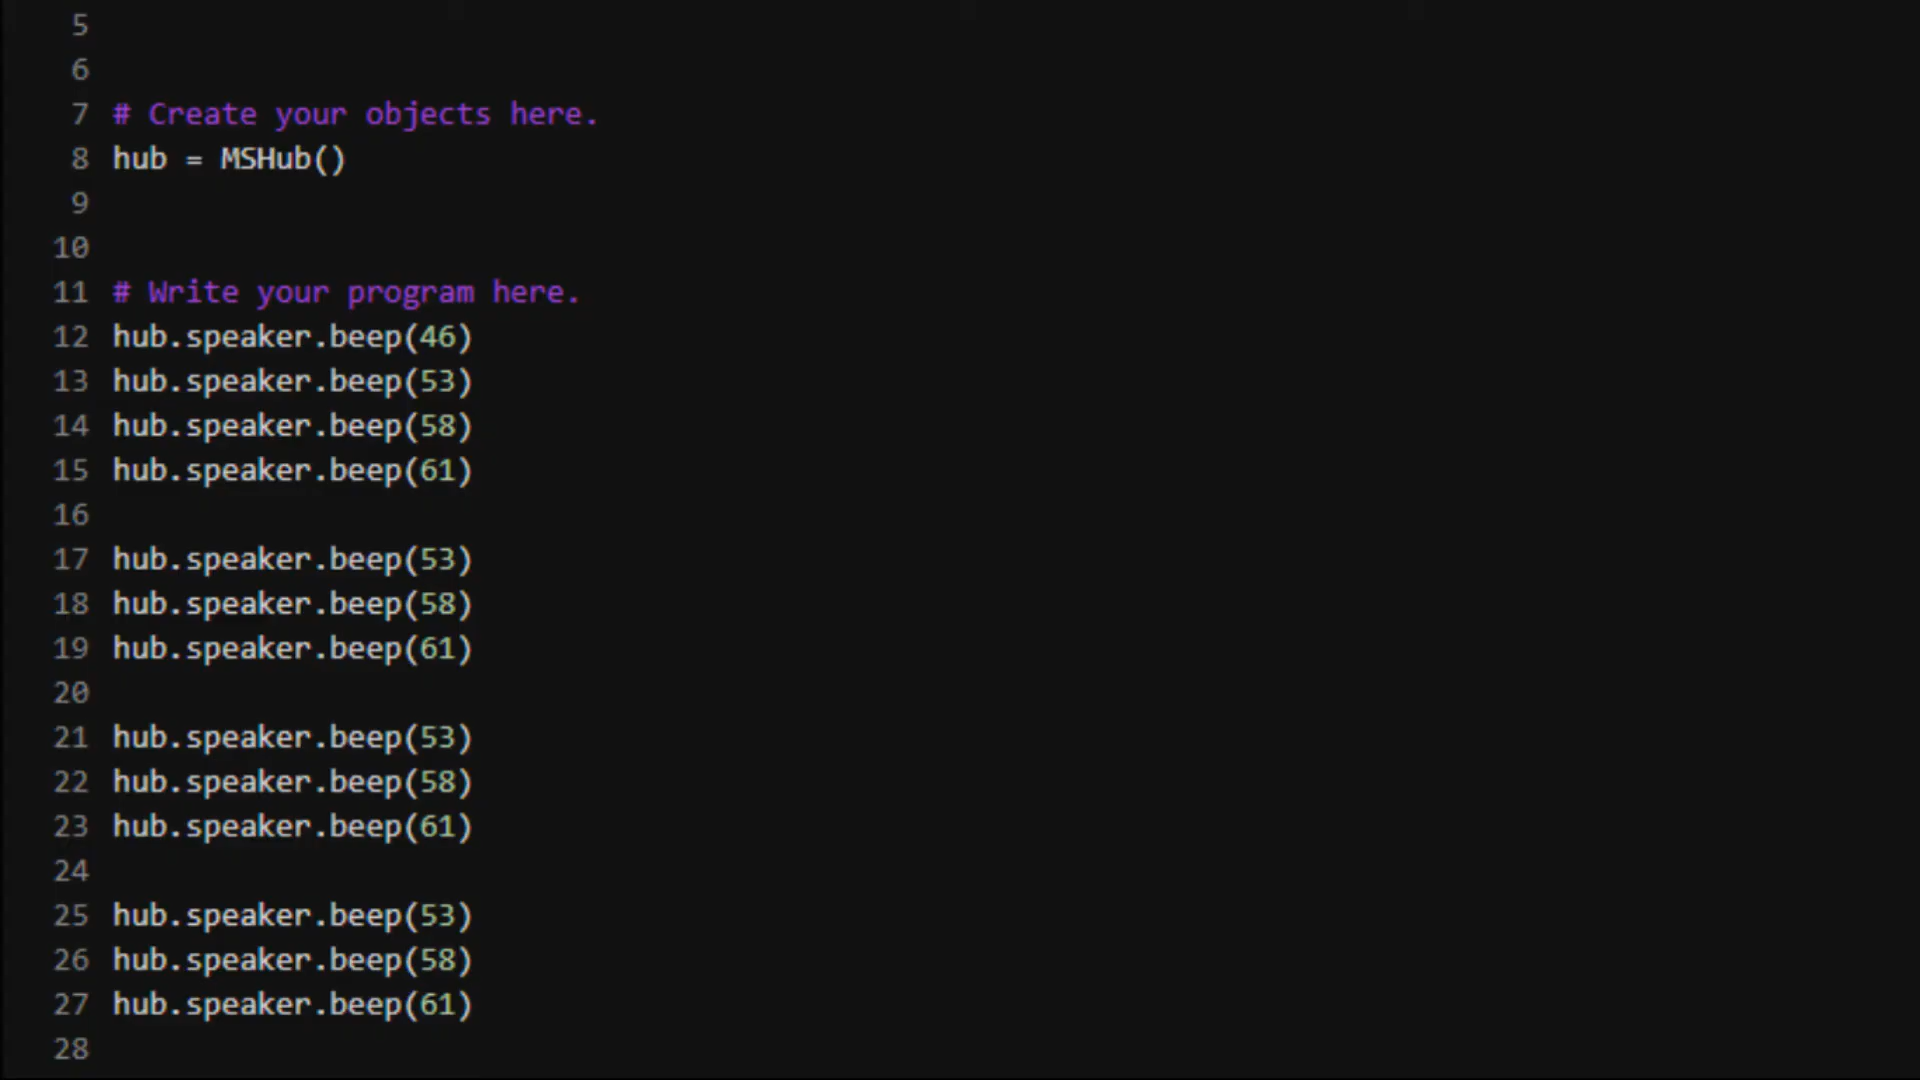 5
6
7 # Create your objects here.
8 hub = MSHub()
9
10
11 # Write your program here.
12 hub.speaker.beep(46)
13 hub.speaker.beep(53)
14 hub.speaker.beep(58)
15 hub.speaker.beep(61)
16
17 hub.speaker.beep(53)
18 hub.speaker.beep(58)
19 hub.speaker.beep(61)
20
21 hub.speaker.beep(53)
22 hub.speaker.beep(58)
23 hub.speaker.beep(61)
24
25 hub.speaker.beep(53)
26 hub.speaker.beep(58)
27 hub.speaker.beep(61)
28